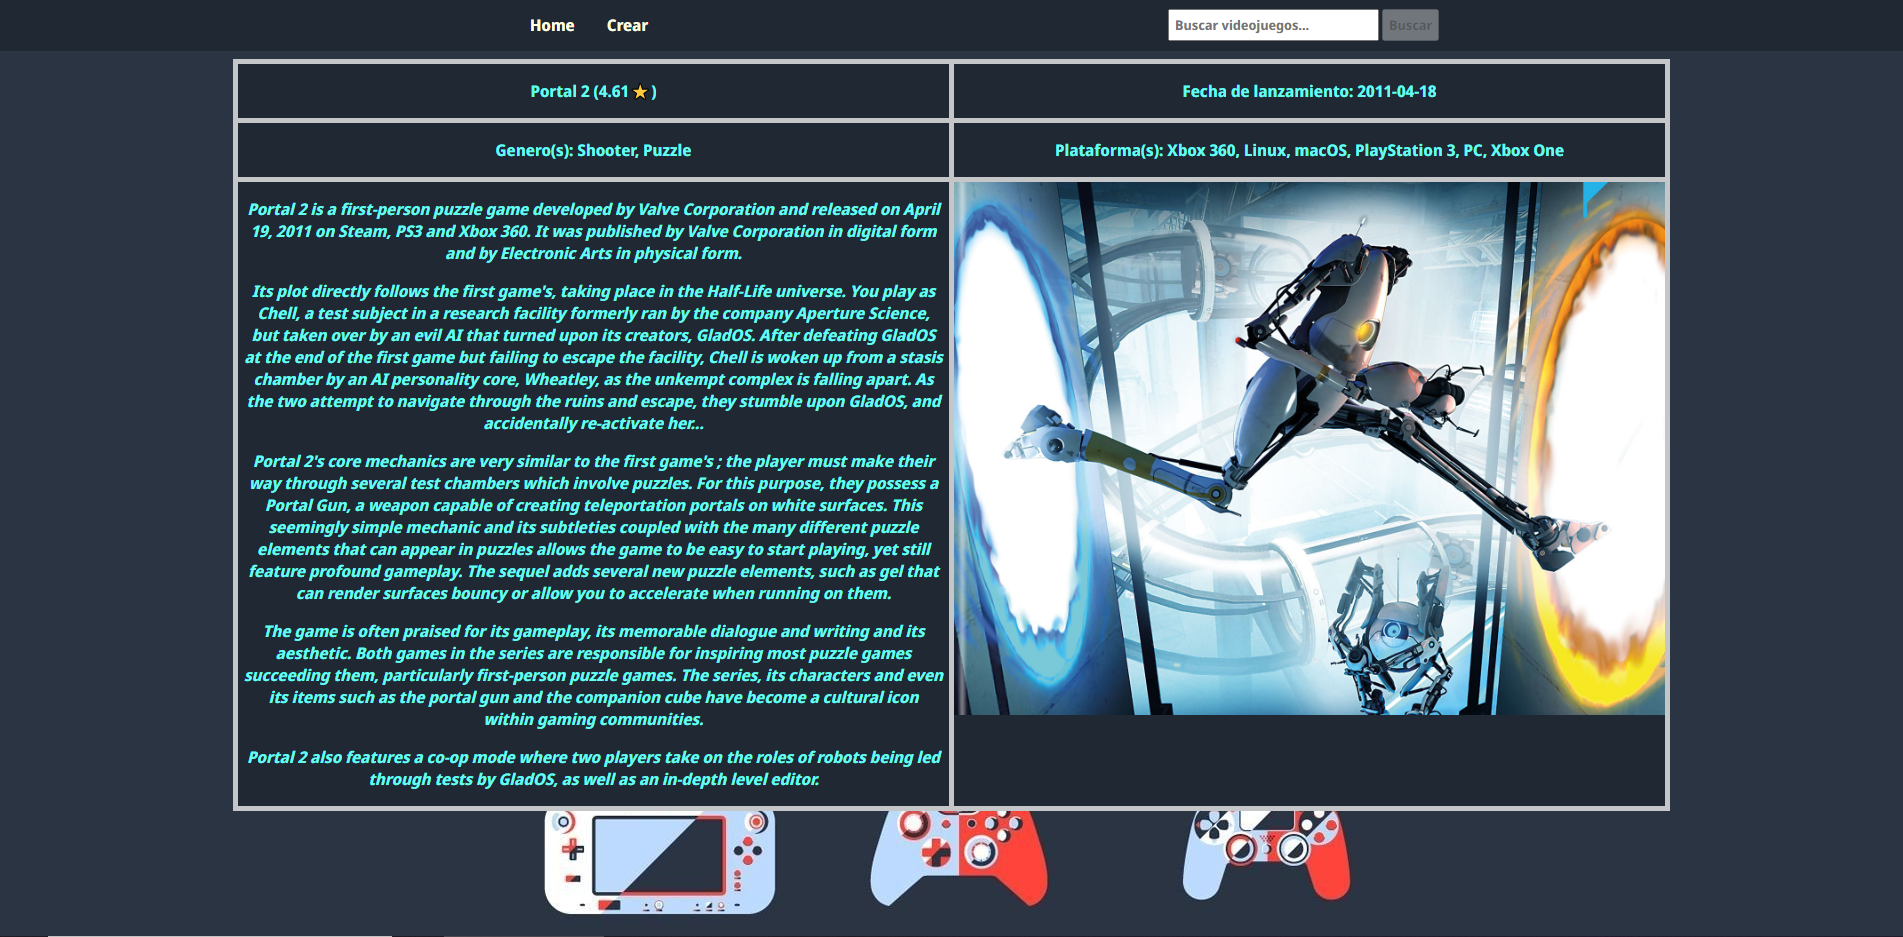 Home Crear Buscar videojuegos... Buscar
Portal 2 (4.61⭐)
Fecha de lanzamiento: 2011-04-18
Genero(s): Shooter, Puzzle
Plataforma(s): Xbox 360, Linux, macOS, PlayStation 3, PC, Xbox One
Portal 2 is a first-person puzzle game developed by Valve Corporation and released on April
19, 2011 on Steam, PS3 and Xbox 360. It was published by Valve Corporation in digital form
and by Electronic Arts in physical form.
Its plot directly follows the first game's, taking place in the Half-Life universe. You play as
Chell, a test subject in a research facility formerly ran by the company Aperture Science,
but taken over by an evil AI that turned upon its creators, GladOS. After defeating GladOS
at the end of the first game but failing to escape the facility, Chell is woken up from a stasis
chamber by an AI personality core, Wheatley, as the unkempt complex is falling apart. As
the two attempt to navigate through the ruins and escape, they stumble upon GladOS, and
accidentally re-activate her...
Portal 2's core mechanics are very similar to the first game's ; the player must make their
way through several test chambers which involve puzzles. For this purpose, they possess a
Portal Gun, a weapon capable of creating teleportation portals on white surfaces. This
seemingly simple mechanic and its subtleties coupled with the many different puzzle
elements that can appear in puzzles allows the game to be easy to start playing, yet still
feature profound gameplay. The sequel adds several new puzzle elements, such as gel that
can render surfaces bouncy or allow you to accelerate when running on them.
The game is often praised for its gameplay, its memorable dialogue and writing and its
aesthetic. Both games in the series are responsible for inspiring most puzzle games
succeeding them, particularly first-person puzzle games. The series, its characters and even
its items such as the portal gun and the companion cube have become a cultural icon
within gaming communities.
Portal 2 also features a co-op mode where two players take on the roles of robots being led
through tests by GladOS, as well as an in-depth level editor.